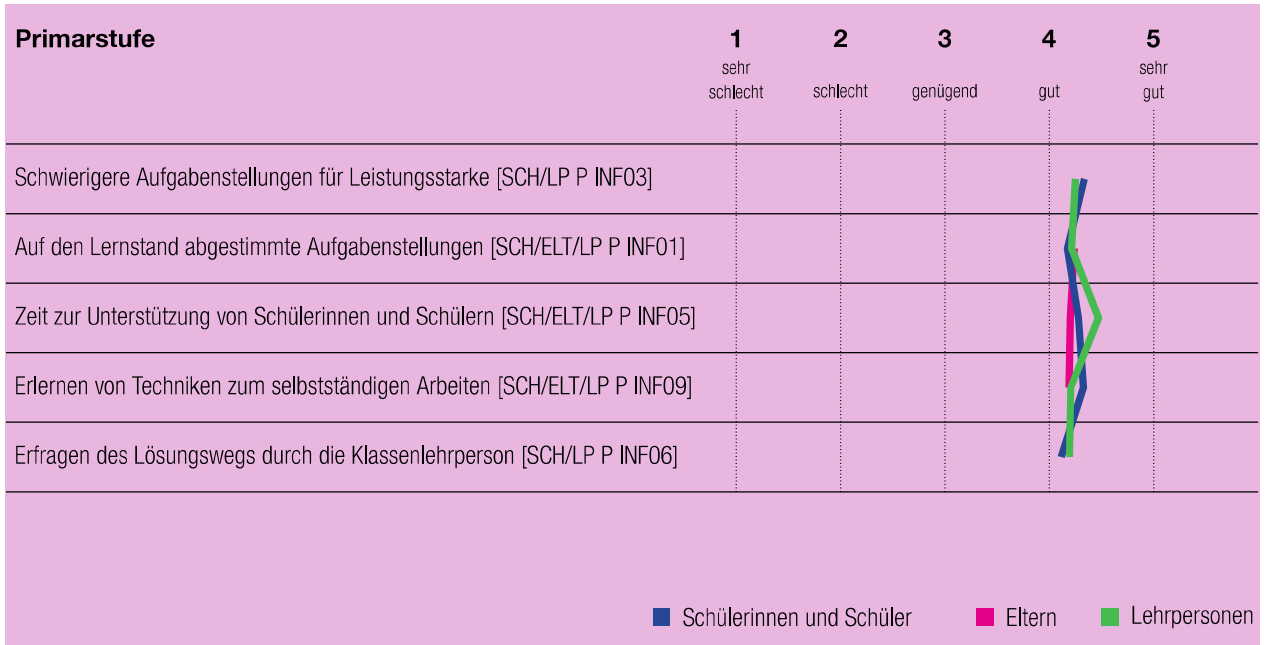 Primarstufe 1 2 3 4 5
sehr schlecht schlecht genügend gut sehr gut
Schwierigere Aufgabenstellungen für Leistungsstarke [SCH/LP P INF03]
Auf den Lernstand abgestimmte Aufgabenstellungen [SCH/ELT/LP P INF01]
Zeit zur Unterstützung von Schülerinnen und Schülern [SCH/ELT/LP P INF05]
Erlernen von Techniken zum selbstständigen Arbeiten [SCH/ELT/LP P INF09]
Erfragen des Lösungswegs durch die Klassenlehrperson [SCH/LP P INF06]
Schülerinnen und Schüler Eltern Lehrpersonen